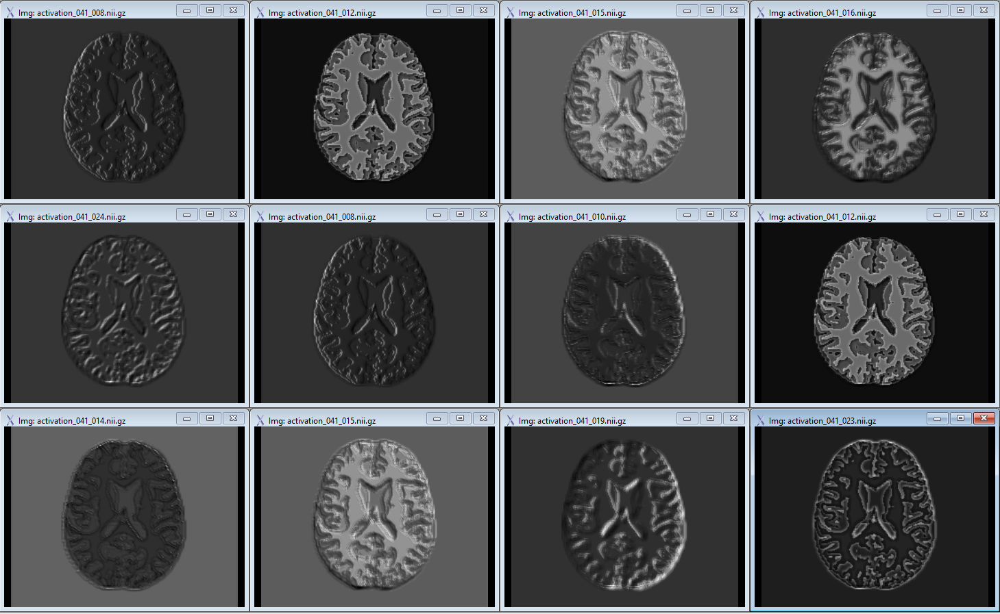 Img: activation_041_008.nii.gz
Img: activation_041_012.nii.gz
Img: activation_041_015.nii.gz
Img: activation_041_016.nii.gz
Img: activation_041_024.nii.gz
Img: activation_041_008.nii.gz
Img: activation_041_010.nii.gz
Img: activation_041_012.nii.gz
Img: activation_041_014.nii.gz
Img: activation_041_015.nii.gz
Img: activation_041_019.nii.gz
Img: activation_041_023.nii.gz